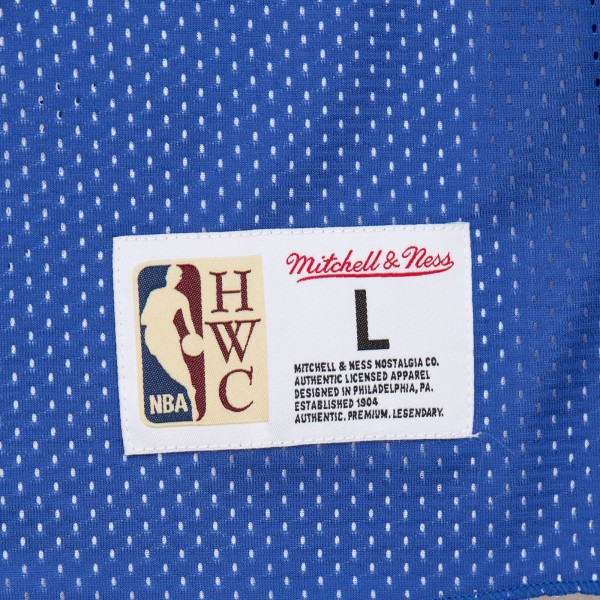 NBA
H
W
C
Mitchell & Ness
L
MITCHELL & NESS NOSTALGIA CO.
AUTHENTIC LICENSED APPAREL
DESIGNED IN PHILADELPHIA, PA.
ESTABLISHED 1904
AUTHENTIC. PREMIUM. LEGENDARY.